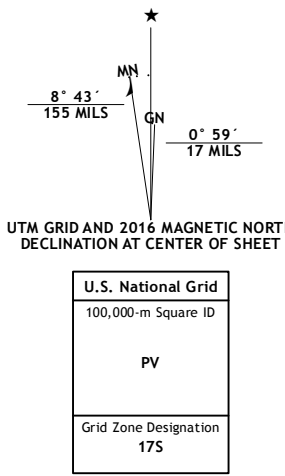 ★
MN
GN
8° 43´
155 MILS
0° 59´
17 MILS
UTM GRID AND 2016 MAGNETIC NORT
DECLINATION AT CENTER OF SHEET
U.S. National Grid
100,000-m Square ID
PV
Grid Zone Designation
17S